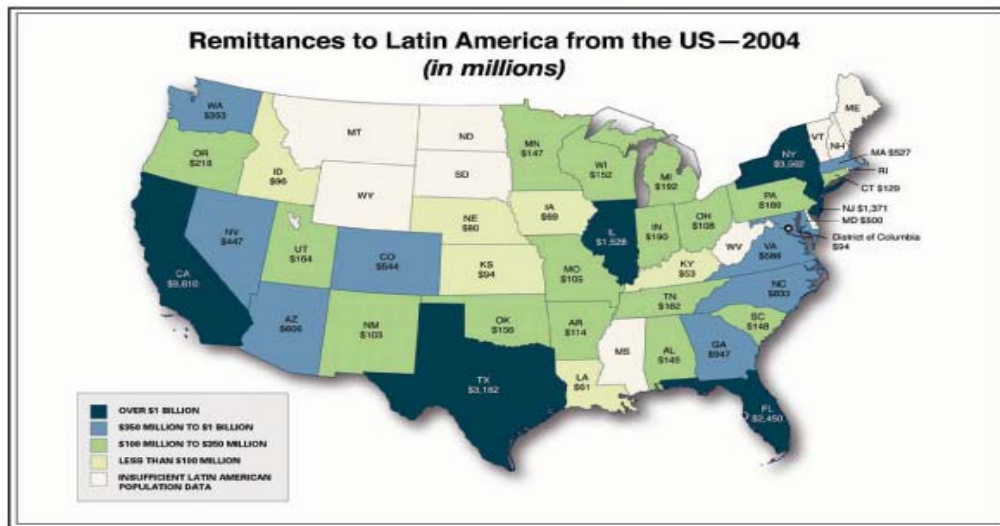 Remittances to Latin America from the US—2004
(in millions)
WA
$353
MT
ND
MN
$147
ME
VT
NH
OR
$218
ID
$96
SD
WI
$152
MI
$192
NY
$3,562
MA $527
RI
CT $129
WY
IA
PA
NJ $1,371
MD $500
District of Columbia
$94
NE
$80
IL
$1,528
IN
$190
OH
$108
NV
$447
UT
$164
CO
$544
WV
VA
$586
CA
$9,610
KS
$94
MO
$105
KY
$53
NC
$833
TN
$182
AZ
$606
NM
$103
OK
AR
$114
SC
$148
MS
AL
GA
$947
TX
$3,182
LA
$61
FL
$2,450
OVER $1 BILLION
$350 MILLION TO $1 BILLION
$100 MILLION TO $350 MILLION
LESS THAN $100 MILLION
INSUFFICIENT LATIN AMERICAN
POPULATION DATA